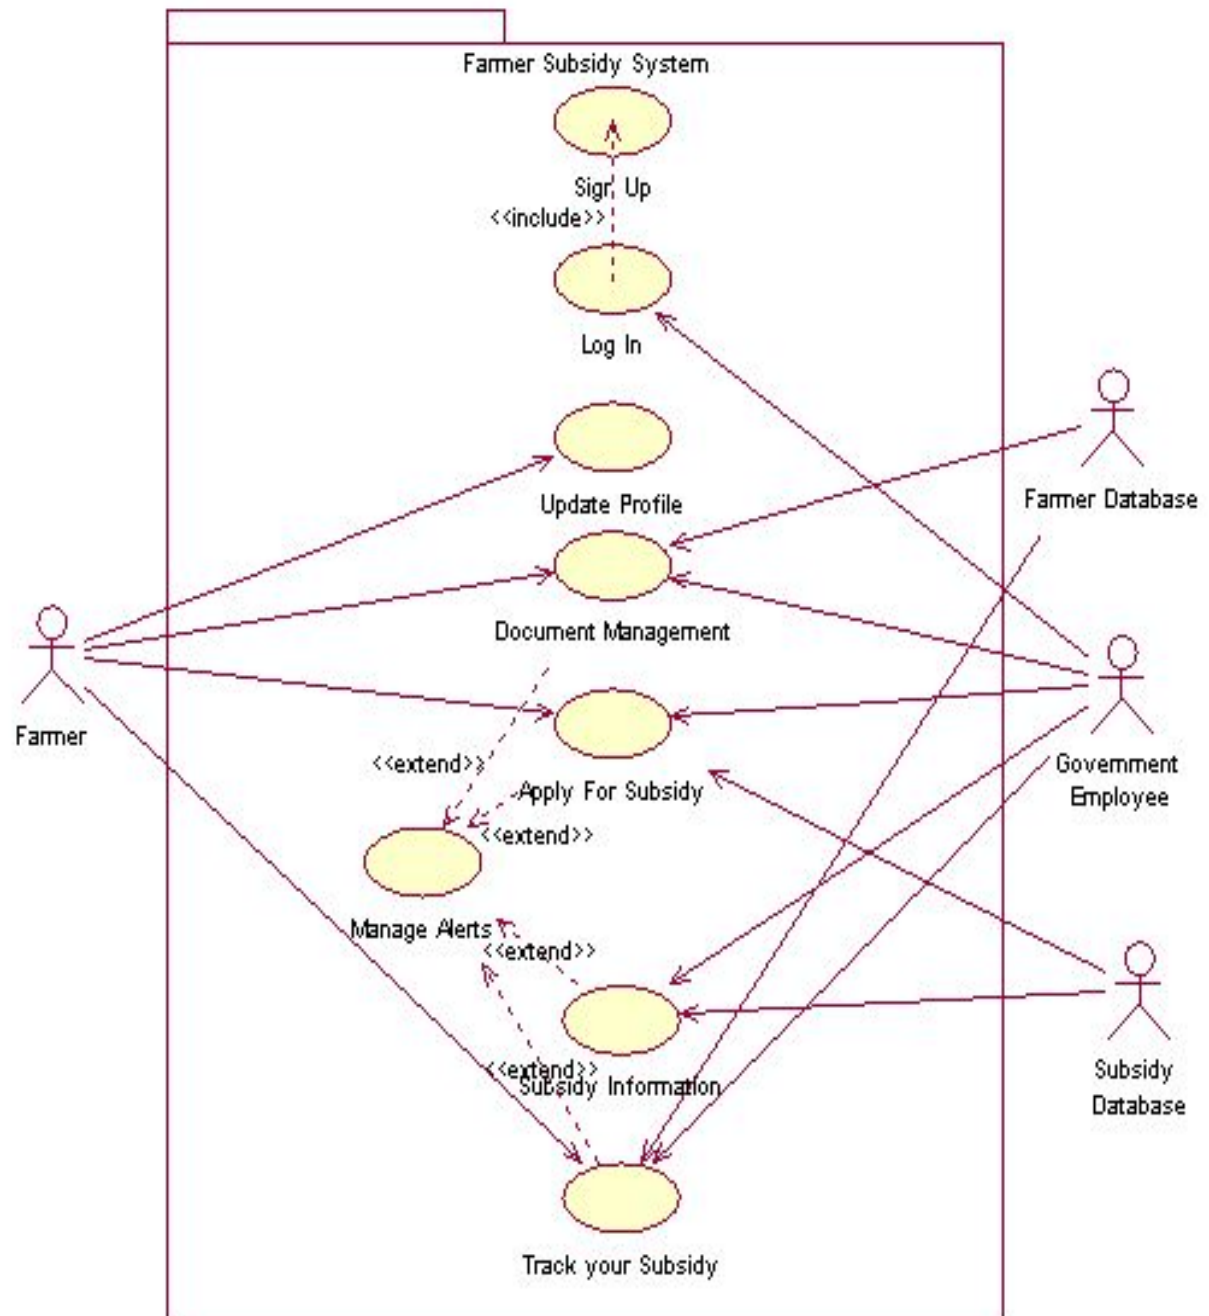 Farmer Subsidy System
Sign Up
<<include>>
Log In
Update Profile
Farmer Database
Document Management
Farmer
<<extend>>
Government
Employee
Apply For Subsidy
<<extend>>
Manage Alerts
<<extend>>
<<extend>>
Subsidy Information
Subsidy
Database
Track your Subsidy